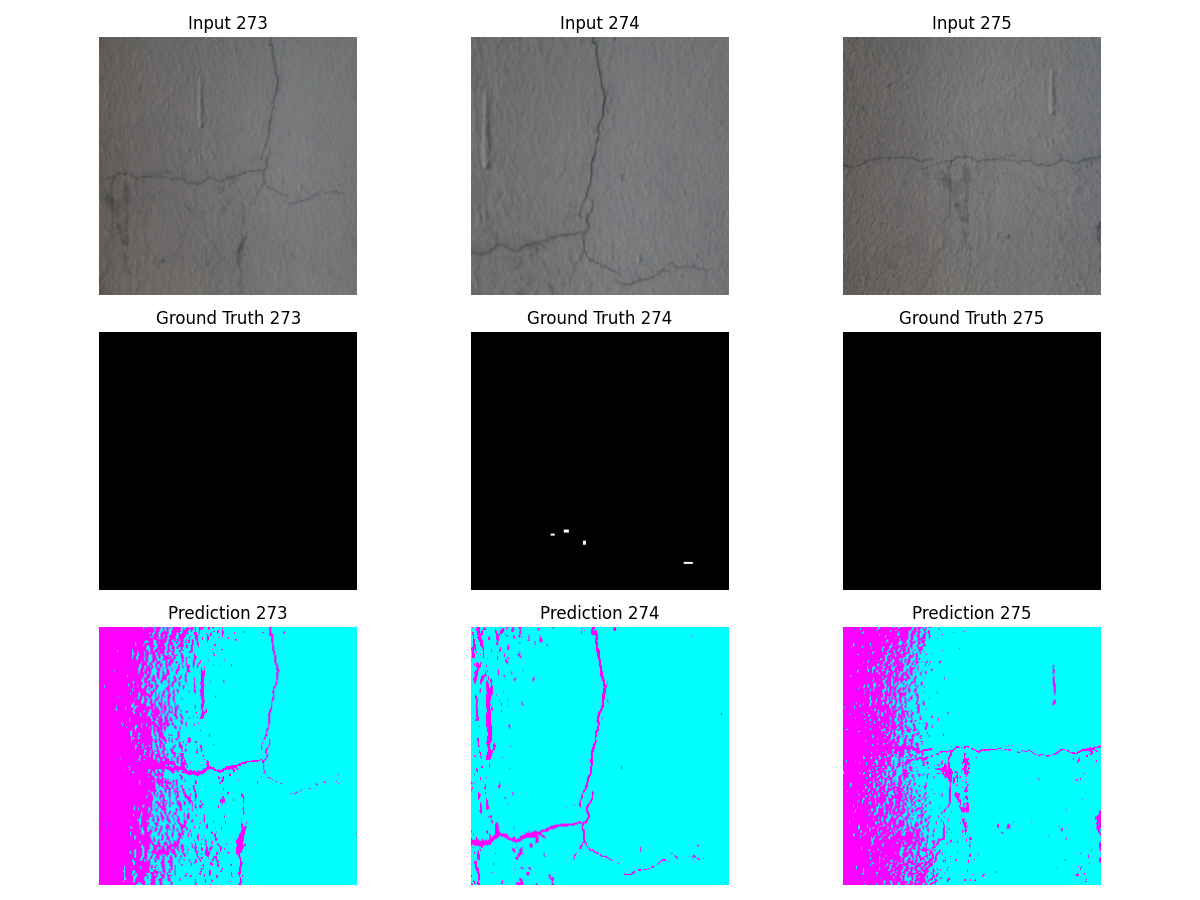 Input 273
Input 274
Input 275
Ground Truth 273
Ground Truth 274
Ground Truth 275
Prediction 273
Prediction 274
Prediction 275